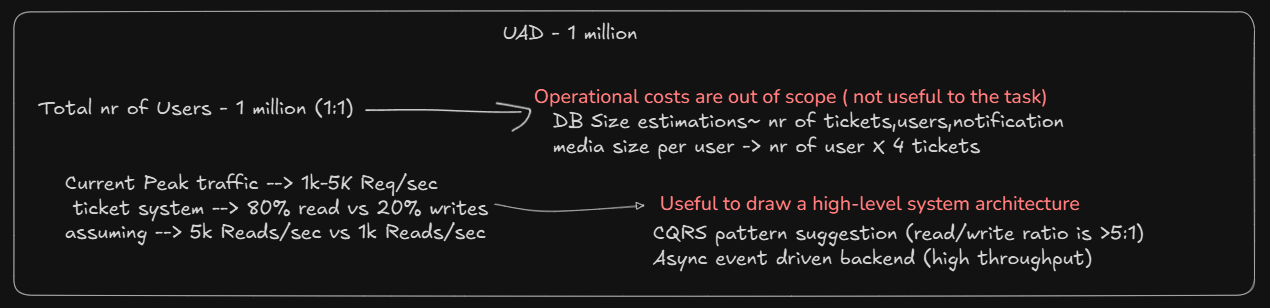 UAD - 1 million
Total nr of Users - 1 million (1:1)
Operational costs are out of scope ( not useful to the task)
DB Size estimations~ nr of tickets,users,notification
media size per user -> nr of user X 4 tickets
Current Peak traffic --> 1k-5K Req/sec
ticket system --> 80% read vs 20% writes
assuming --> 5k Reads/sec vs 1k Reads/sec
Useful to draw a high-level system architecture
CQRS pattern suggestion (read/write ratio is >5:1)
Async event driven backend (high throughput)